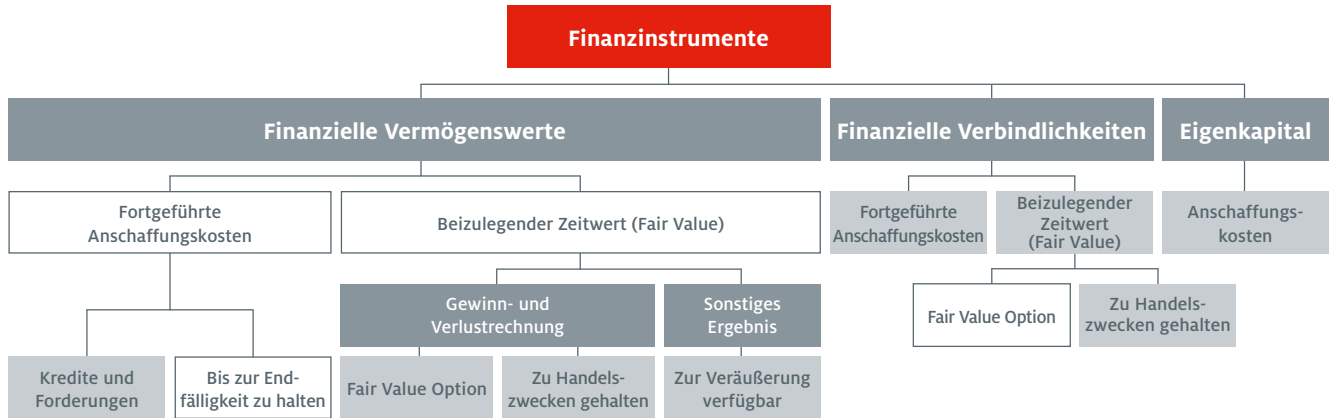 Finanzinstrumente
Finanzielle Vermögenswerte
Finanzielle Verbindlichkeiten
Eigenkapital
Fortgeführte
Anschaffungskosten
Beizulegender Zeitwert (Fair Value)
Fortgeführte
Anschaffungskosten
Beizulegender
Zeitwert
(Fair Value)
Anschaffungs-
kosten
Gewinn- und
Verlustrechnung
Sonstiges
Ergebnis
Fair Value Option
Zu Handels-
zwecken gehalten
Kredite und
Forderungen
Bis zur End-
fälligkeit zu halten
Fair Value Option
Zu Handels-
zwecken gehalten
Zur Veräußerung
verfügbar